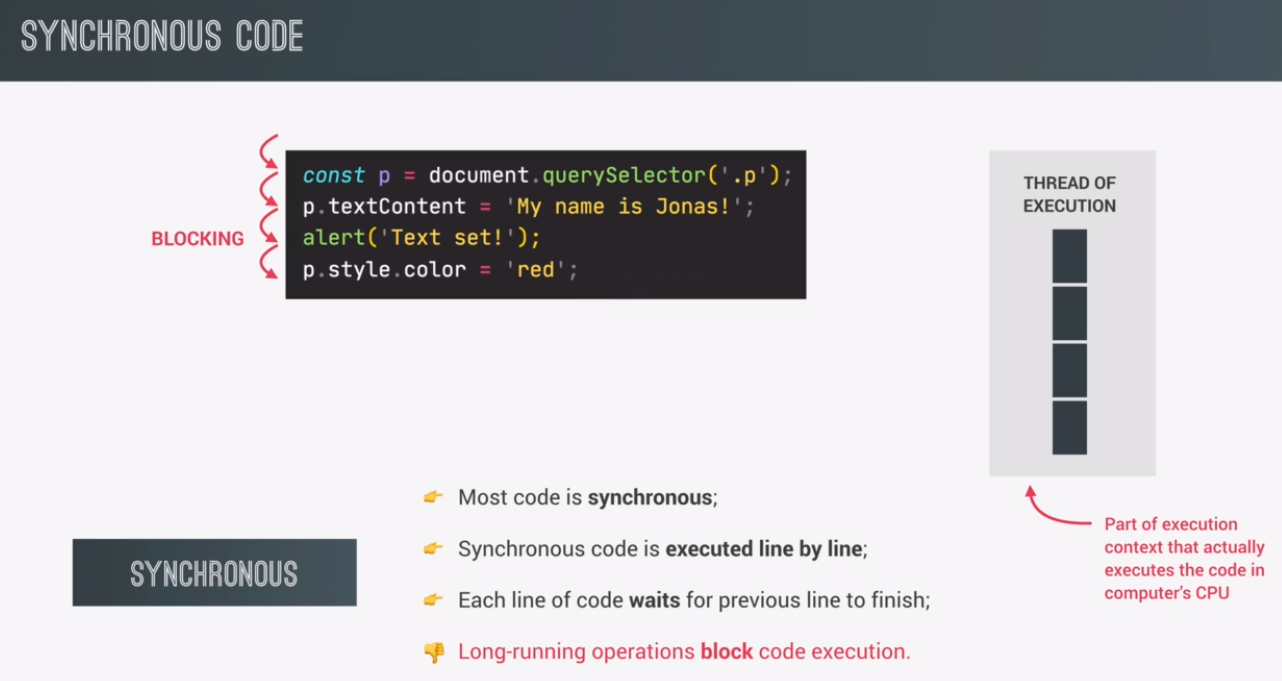 SYNCHRONOUS CODE
BLOCKING
const p = document.querySelector('.p');
p.textContent = 'My name is Jonas!';
alert('Text set!');
p.style.color = 'red';
THREAD OF
EXECUTION
Part of execution
context that actually
executes the code in
computer's CPU
SYNCHRONOUS
👉 Most code is synchronous;
👉 Synchronous code is executed line by line;
👉 Each line of code waits for previous line to finish;
👎 Long-running operations block code execution.